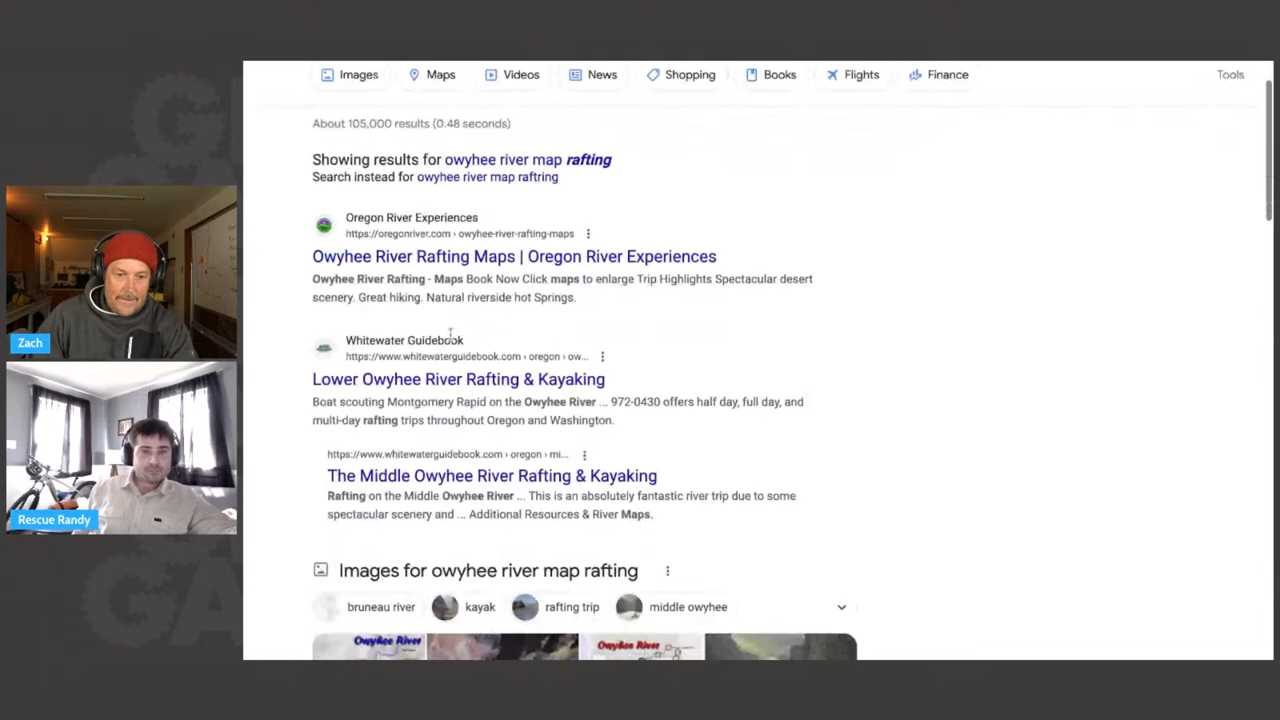 Images
Maps
Videos
News
Shopping
Books
Flights
Finance
Tools
About 105,000 results (0.48 seconds)
Showing results for owyhee river map rafting
Search instead for owyhee river map raftring
Oregon River Experiences
https://oregonriver.com › owyhee-river-rafting-maps
Owyhee River Rafting Maps | Oregon River Experiences
Owyhee River Rafting - Maps Book Now Click maps to enlarge Trip Highlights Spectacular desert
scenery. Great hiking. Natural riverside hot Springs.
Whitewater Guidebook
https://www.whitewaterguidebook.com › oregon › ow...
Lower Owyhee River Rafting & Kayaking
Boat scouting Montgomery Rapid on the Owyhee River ... 972-0430 offers half day, full day, and
multi-day rafting trips throughout Oregon and Washington.
https://www.whitewaterguidebook.com › oregon › mi...
The Middle Owyhee River Rafting & Kayaking
Rafting on the Middle Owyhee River ... This is an absolutely fantastic river trip due to some
spectacular scenery and ... Additional Resources & River Maps.
Images for owyhee river map rafting
bruneau river
kayak
rafting trip
middle owyhee
Owyhee River
Owyhee River
Zach
Rescue Randy